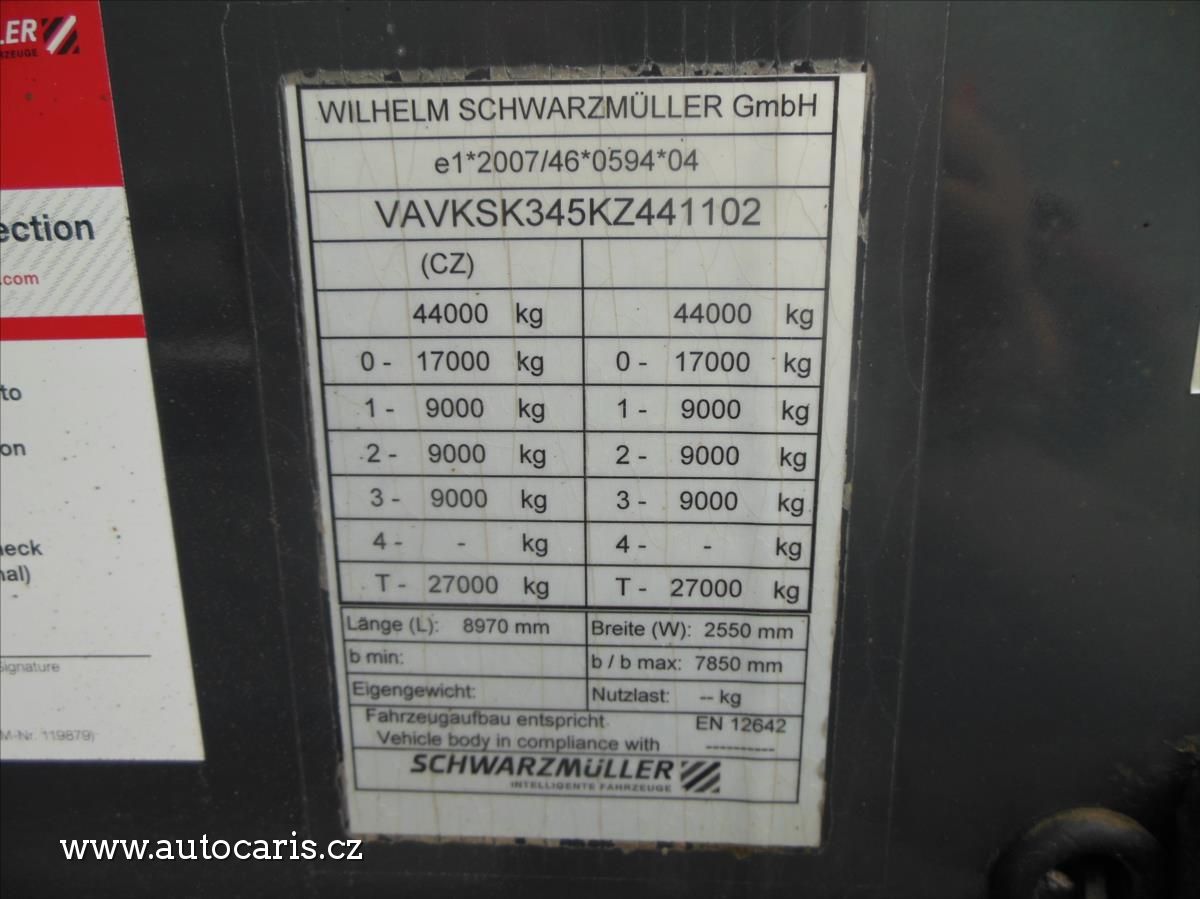 LER
RZEUGE
ection
.com
to
on
neck
nal)
Signature
M-Nr. 119879)
WILHELM SCHWARZMÜLLER GmbH
e1*2007/46*0594*04
VAVKSK345KZ441102
(CZ)
44000 kg 44000 kg
0- 17000 kg 0- 17000 kg
1- 9000 kg 1- 9000 kg
2- 9000 kg 2- 9000 kg
3- 9000 kg 3- 9000 kg
4- - kg 4- - kg
T- 27000 kg T- 27000 kg
Länge (L): 8970 mm Breite (W): 2550 mm
b min: b / b max: 7850 mm
Eigengewicht: Nutzlast: -- kg
Fahrzeugaufbau entspricht EN 12642
Vehicle body in compliance with ----------
SCHWARZMÜLLER
INTELLIGENTE FAHRZEUGE
www.autocaris.cz